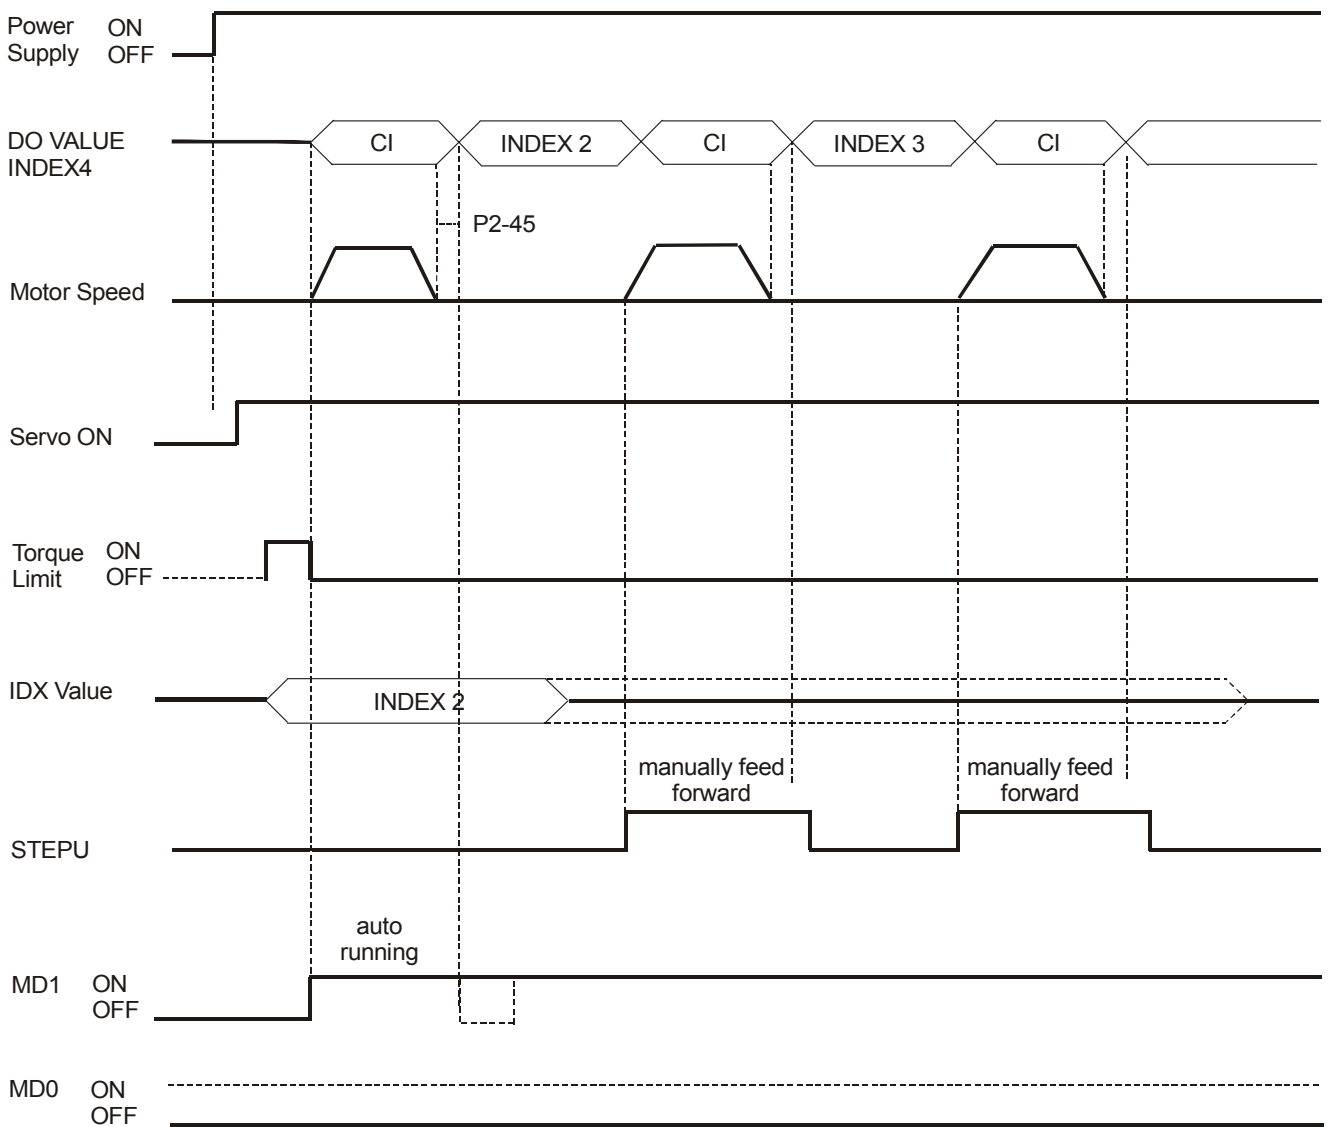 Power ON
Supply OFF
DO VALUE
INDEX4
CI
INDEX 2
CI
INDEX 3
CI
P2-45
Motor Speed
Servo ON
Torque ON
Limit OFF
IDX Value
INDEX 2
manually feed
forward
manually feed
forward
STEPU
auto
running
MD1 ON
OFF
MD0 ON
OFF